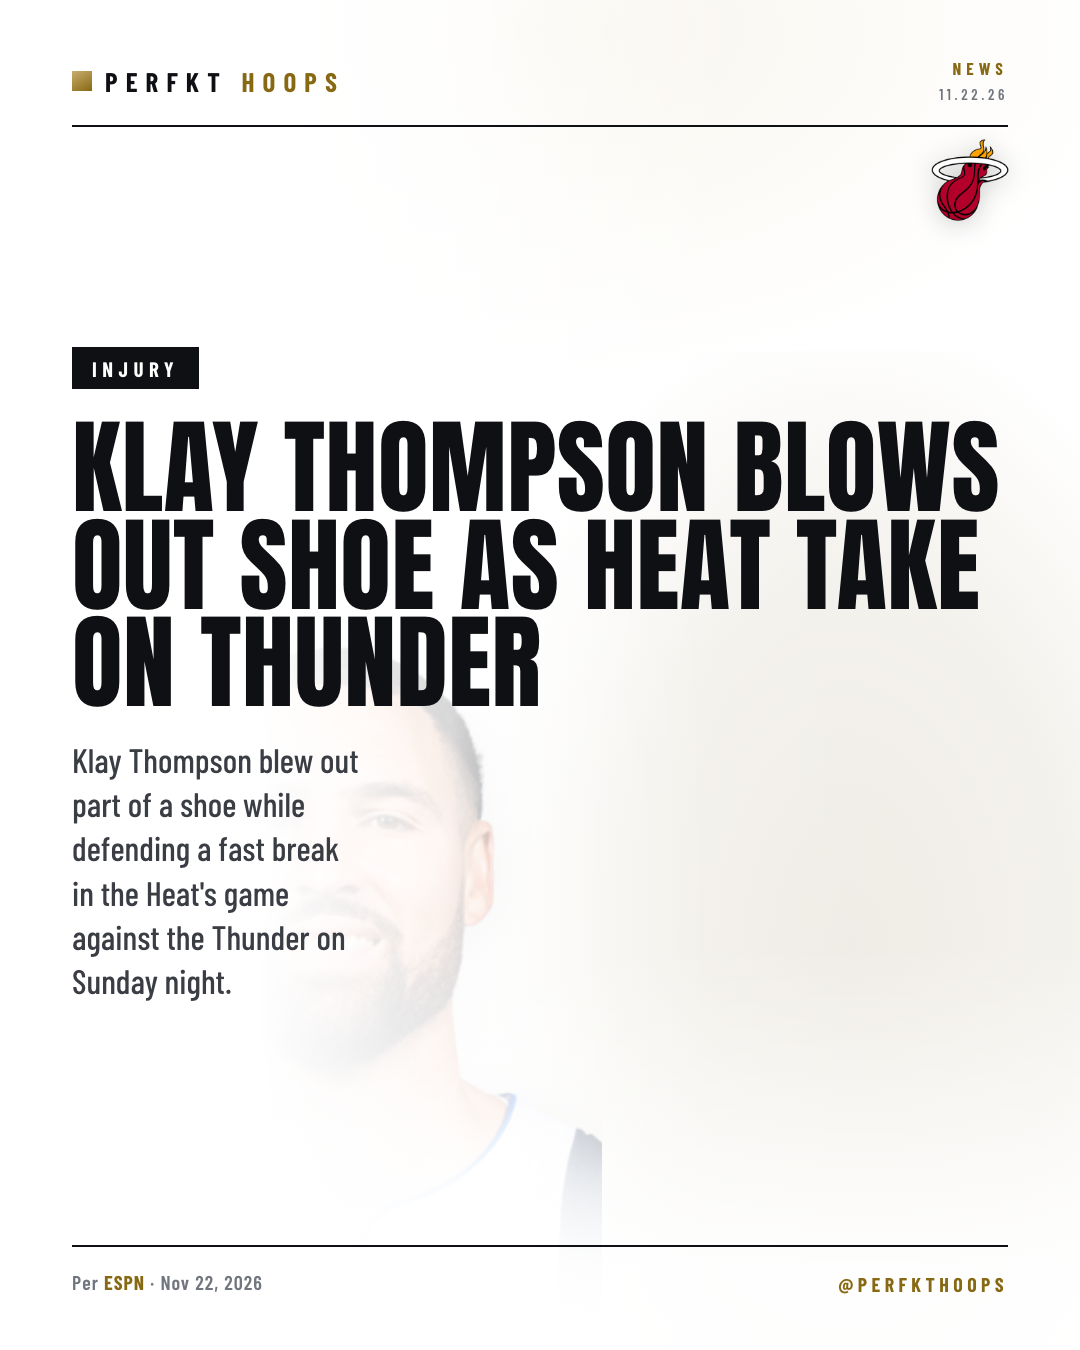 PERFKT HOOPS
NEWS
11.22.26
INJURY
KLAY THOMPSON BLOWS
OUT SHOE AS HEAT TAKE
ON THUNDER
Klay Thompson blew out
part of a shoe while
defending a fast break
in the Heat's game
against the Thunder on
Sunday night.
Per ESPN · Nov 22, 2026
@PERFKTHOOPS